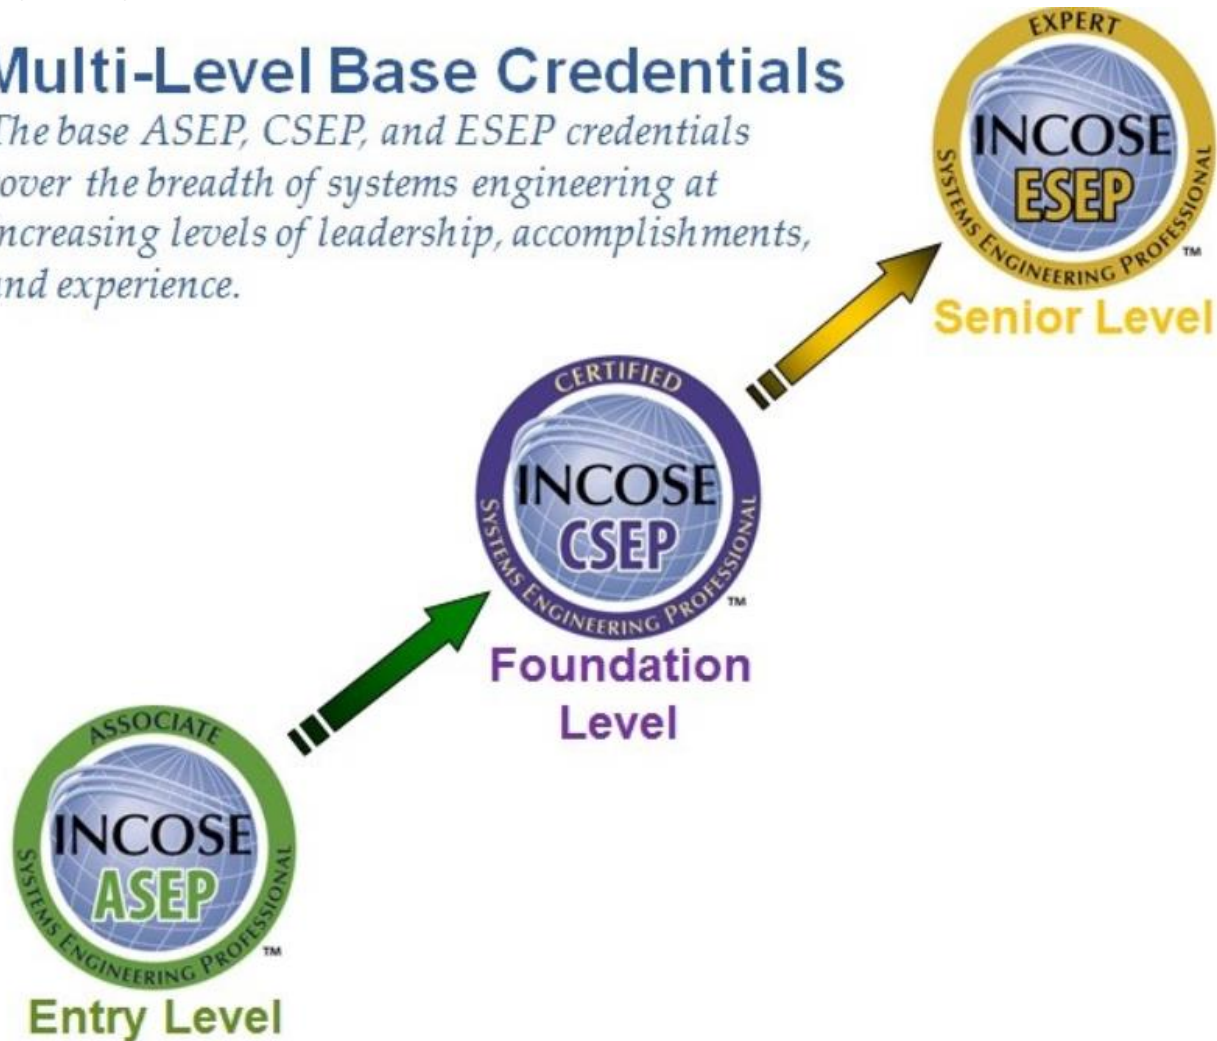 Multi-Level Base Credentials
The base ASEP, CSEP, and ESEP credentials
over the breadth of systems engineering at
ncreasing levels of leadership, accomplishments,
and experience.
EXPERT
INCOSE
ESEP
SYSTEMS ENGINEERING PROFESSIONAL
TM
Senior Level
CERTIFIED
INCOSE
CSEP
SYSTEMS ENGINEERING PROFESSIONAL
TM
Foundation
Level
ASSOCIATE
INCOSE
ASEP
SYSTEMS ENGINEERING PROFESSIONAL
TM
Entry Level